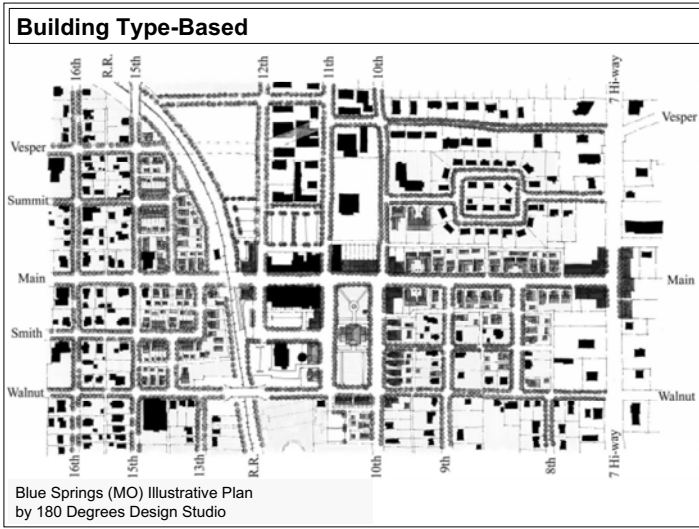 Building Type-Based
16th
R.R.
15th
12th
11th
10th
7 Hi-way
Vesper
Vesper
Summit
Main
Main
Smith
Walnut
Walnut
16th
15th
13th
R.R.
10th
9th
8th
7 Hi-way
Blue Springs (MO) Illustrative Plan
by 180 Degrees Design Studio